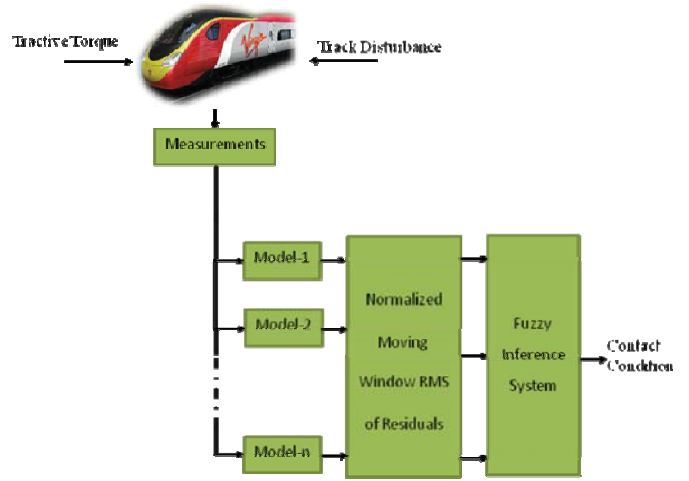 Tractive Torque
Virgin
Track Disturbance
Measurements
Model-1
Model-2
Model-n
Normalized
Moving
Window RMS
of Residuals
Fuzzy
Inference
System
Contact
Condition